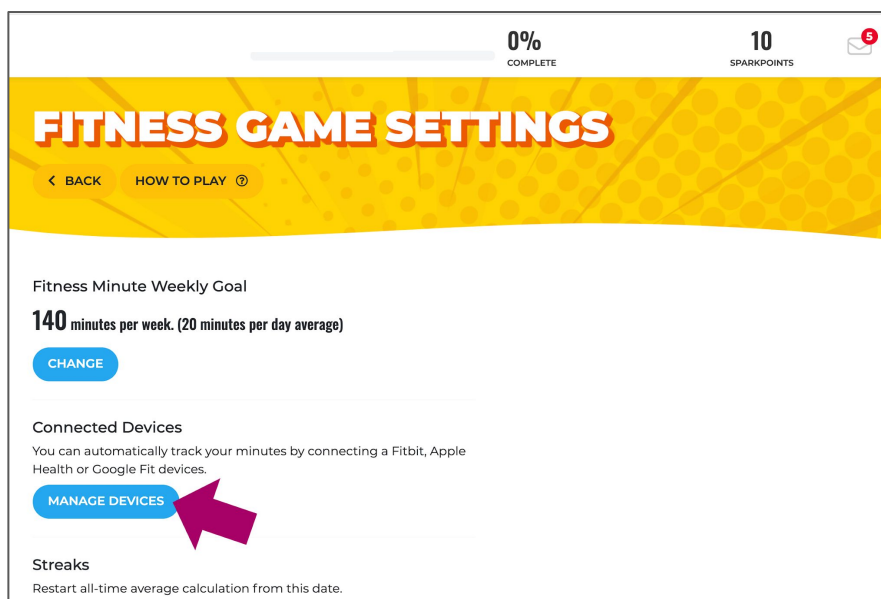 0%
COMPLETE
10
SPARKPOINTS
5
FITNESS GAME SETTINGS
< BACK
HOW TO PLAY ?
Fitness Minute Weekly Goal
140 minutes per week. (20 minutes per day average)
CHANGE
Connected Devices
You can automatically track your minutes by connecting a Fitbit, Apple
Health or Google Fit devices.
MANAGE DEVICES
Streaks
Restart all-time average calculation from this date.